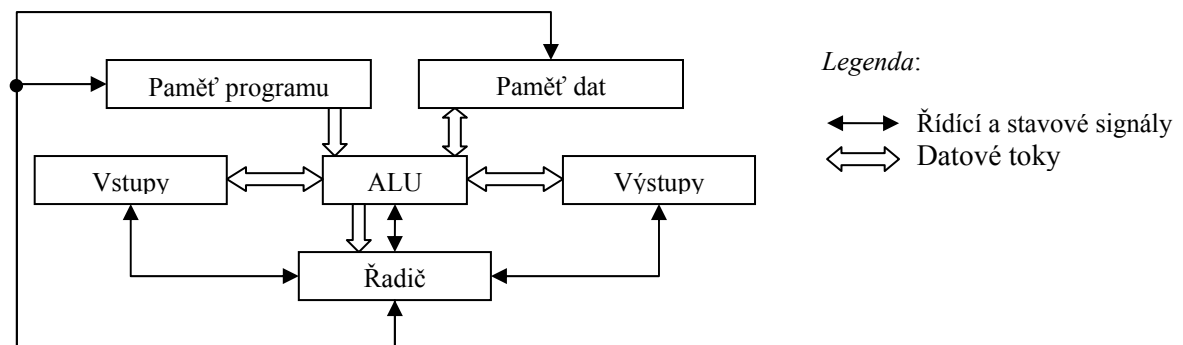 Paměť programu
Paměť dat
Vstupy
ALU
Výstupy
Řadič
Legenda:
Řídící a stavové signály
Datové toky